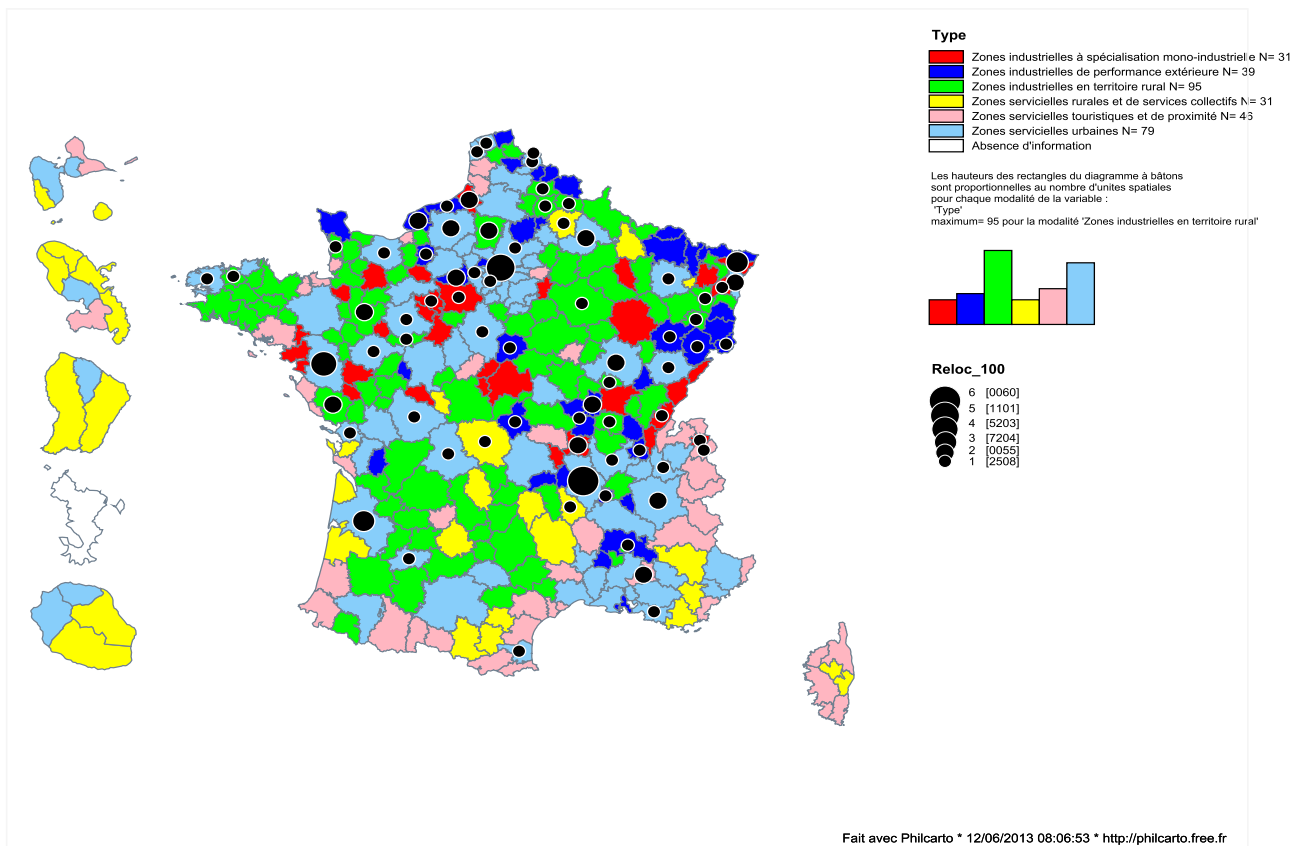 Type
Zones industrielles à spécialisation mono-industrielle N= 31
Zones industrielles de performance extérieure N= 39
Zones industrielles en territoire rural N= 95
Zones servicielles rurales et de services collectifs N= 31
Zones servicielles touristiques et de proximité N= 46
Zones servicielles urbaines N= 79
Absence d'information
Les hauteurs des rectangles du diagramme à bâtons
sont proportionnelles au nombre d'unites spatiales
pour chaque modalité de la variable :
'Type'
maximum= 95 pour la modalité 'Zones industrielles en territoire rural'
Reloc_100
6 [0060]
5 [1101]
4 [5203]
3 [7204]
2 [0055]
1 [2508]
Fait avec Philcarto * 12/06/2013 08:06:53 * http://philcarto.free.fr